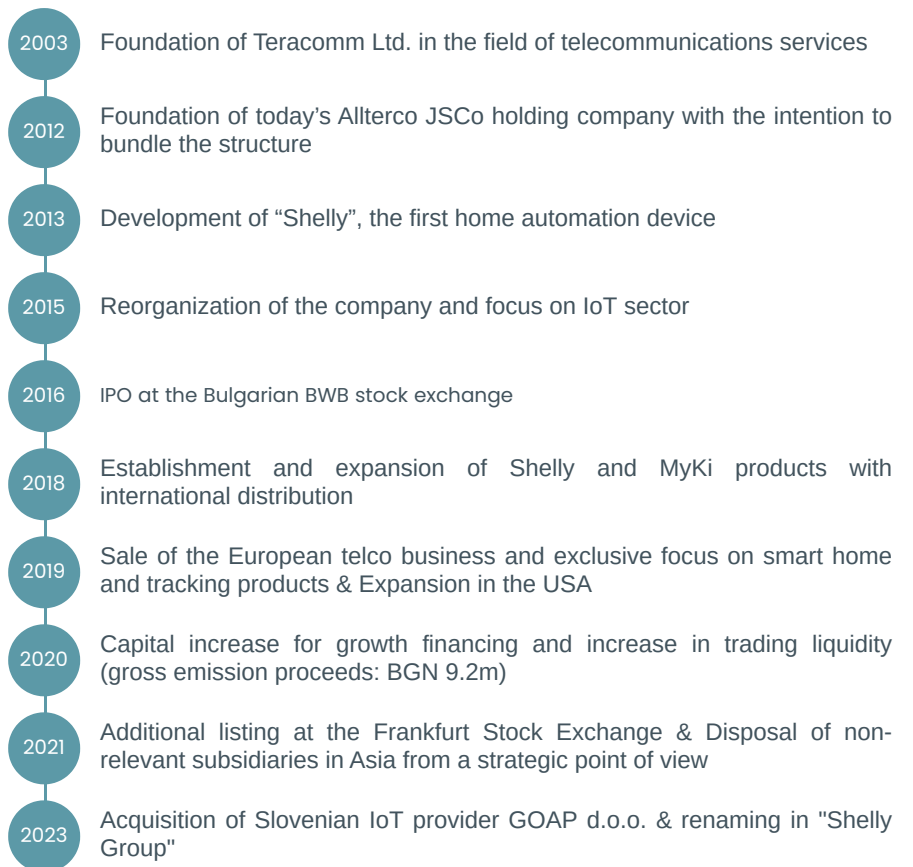 2003 Foundation of Teracomm Ltd. in the field of telecommunications services
2012 Foundation of today’s Allterco JSCo holding company with the intention to
bundle the structure
2013 Development of “Shelly”, the first home automation device
2015 Reorganization of the company and focus on IoT sector
2016 IPO at the Bulgarian BWB stock exchange
2018 Establishment and expansion of Shelly and MyKi products with
international distribution
2019 Sale of the European telco business and exclusive focus on smart home
and tracking products & Expansion in the USA
2020 Capital increase for growth financing and increase in trading liquidity
(gross emission proceeds: BGN 9.2m)
2021 Additional listing at the Frankfurt Stock Exchange & Disposal of non-
relevant subsidiaries in Asia from a strategic point of view
2023 Acquisition of Slovenian IoT provider GOAP d.o.o. & renaming in "Shelly
Group"